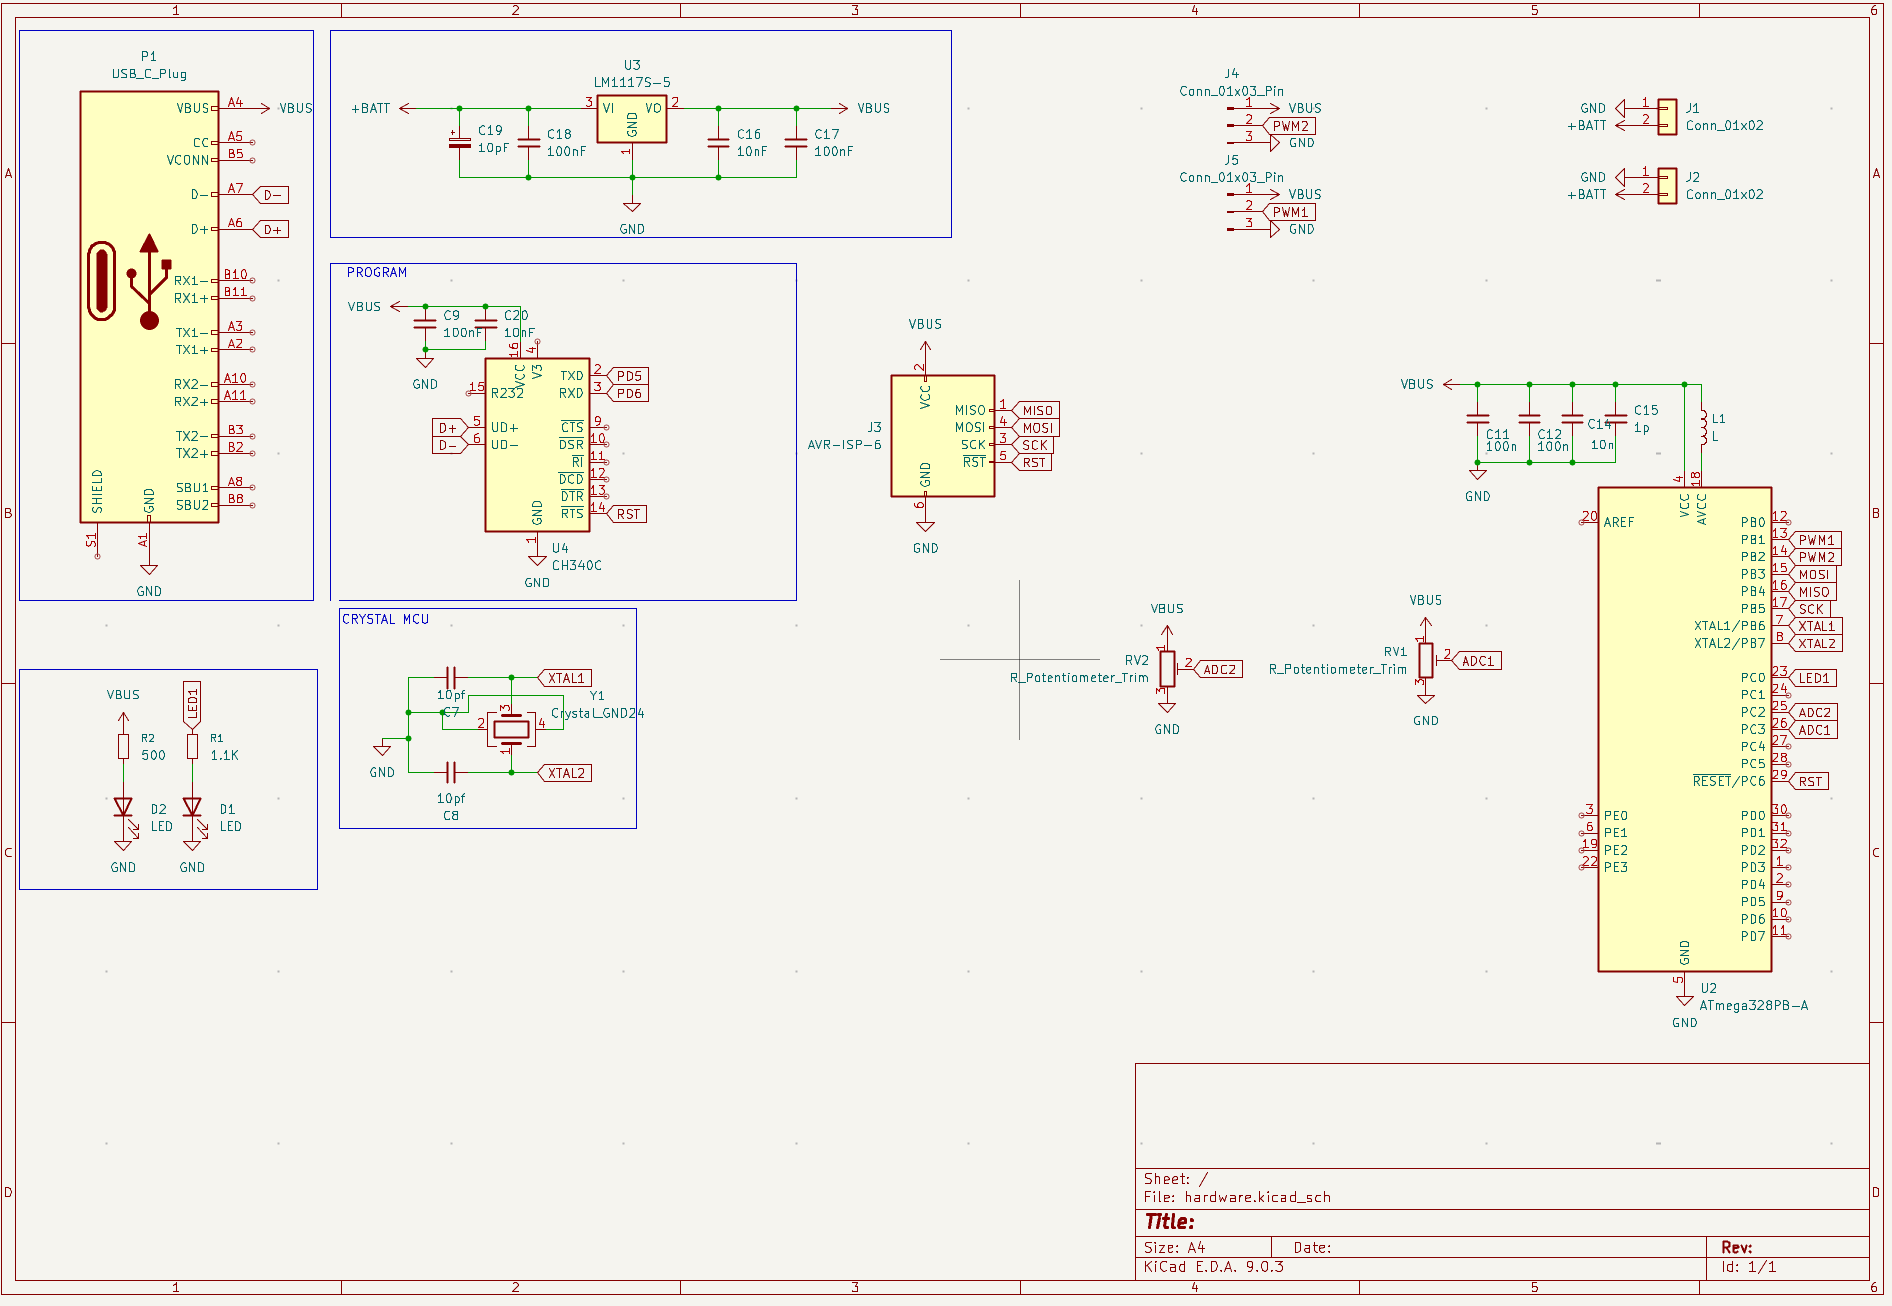 1 2 3 4 5 6
A
B
C
D
P1
USB_C_Plug
VBUS A4 VBUS
CC A5
VCONN B5
D- A7 D-
D+ A6 D+
RX1- B10
RX1+ B11
TX1- A3
TX1+ A2
RX2- A10
RX2+ A11
TX2- B3
TX2+ B2
SBU1 A8
SBU2 B8
SHIELD GND
S1 A1
GND
U3
LM1117S-5
+BATT 3 VI VO 2 VBUS
GND
1
C19
10pF
C18
100nF
C16
10nF
C17
100nF
GND
PROGRAM
VBUS
C9
100nF
C20
10nF
GND
16 4
VCC V3
15 R232
TXD 2 PD5
RXD 3 PD6
D+ 5 UD+
D- 6 UD-
CTS 9
DSR 10
RI 11
DCD 12
DTR 13
RTS 14 RST
GND
1
U4
CH340C
GND
CRYSTAL MCU
10pf
C7
XTAL1
Y1
Crystal_GND24
2 3 4 1
GND
XTAL2
10pf
C8
VBUS
LED1
R2
500
R1
1.1K
D2
LED
D1
LED
GND GND
J4
Conn_01x03_Pin
1 VBUS
2 PWM2
3 GND
J5
Conn_01x03_Pin
1 VBUS
2 PWM1
3 GND
GND 1 J1
+BATT 2 Conn_01x02
GND 1 J2
+BATT 2 Conn_01x02
VBUS
2
VCC
J3
AVR-ISP-6
MISO 1 MISO
MOSI 4 MOSI
SCK 3 SCK
RST 5 RST
GND
6
GND
VBUS
RV2
R_Potentiometer_Trim
1 2 3
ADC2
GND
VBUS
RV1
R_Potentiometer_Trim
1 2 3
ADC1
GND
VBUS
C11
100n
C12
100n
C14
10n
C15
1p
L1
L
GND
4 18
VCC AVCC
20 AREF
PB0 12
PB1 13 PWM1
PB2 14 PWM2
PB3 15 MOSI
PB4 16 MISO
PB5 17 SCK
XTAL1/PB6 7 XTAL1
XTAL2/PB7 8 XTAL2
PC0 23 LED1
PC1 24
PC2 25 ADC2
PC3 26 ADC1
PC4 27
PC5 28
RESET/PC6 29 RST
3 PE0 PD0 30
6 PE1 PD1 31
19 PE2 PD2 32
22 PE3 PD3 1
PD4 2
PD5 9
PD6 10
PD7 11
GND
5
U2
ATmega328PB-A
GND
Sheet: /
File: hardware.kicad_sch
Title:
Size: A4 Date: Rev:
KiCad E.D.A. 9.0.3 Id: 1/1
A
B
C
D
1 2 3 4 5 6